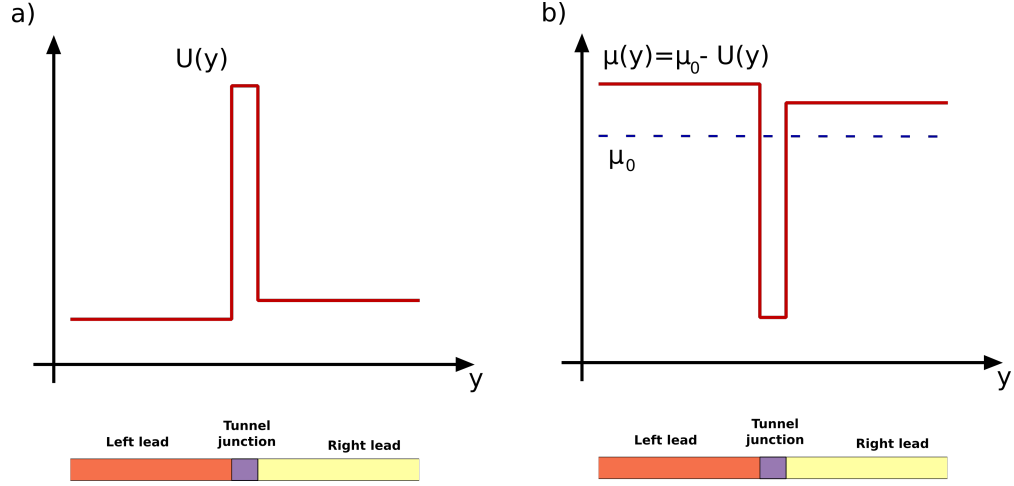 a)
U(y)
y
Left lead
Tunnel
junction
Right lead
b)
μ(y)=μ₀- U(y)
μ₀
y
Left lead
Tunnel
junction
Right lead